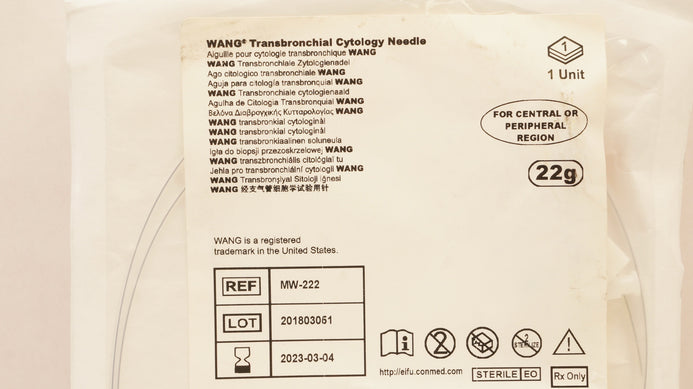 WANG® Transbronchial Cytology Needle
Aiguille pour cytologie transbronchique WANG
WANG Transbronchiale Zytologienadel
Ago citologico transbronchiale WANG
Aguja para citología transbronquial WANG
WANG Transbronchiale cytologienaald
Agulha de Citologia Transbronquial WANG
Βελόνα Διαβρογχικής Κυτταρολογίας WANG
WANG transbronkial cytologinål
WANG transbronkial cytologinål
WANG transbronkiaalinen soluneula
Igła do biopsji przezoskrzelowej WANG
WANG transzbronchiális citológiai tű
Jehla pro transbronchiální cytologii WANG
WANG Transbronşiyal Sitoloji İğnesi
WANG 经支气管细胞学试验用针
1
1 Unit
FOR CENTRAL OR
PERIPHERAL
REGION
22g
WANG is a registered
trademark in the United States.
REF MW-222
LOT 201803051
2023-03-04
http://eifu.conmed.com
STERILE EO
Rx Only